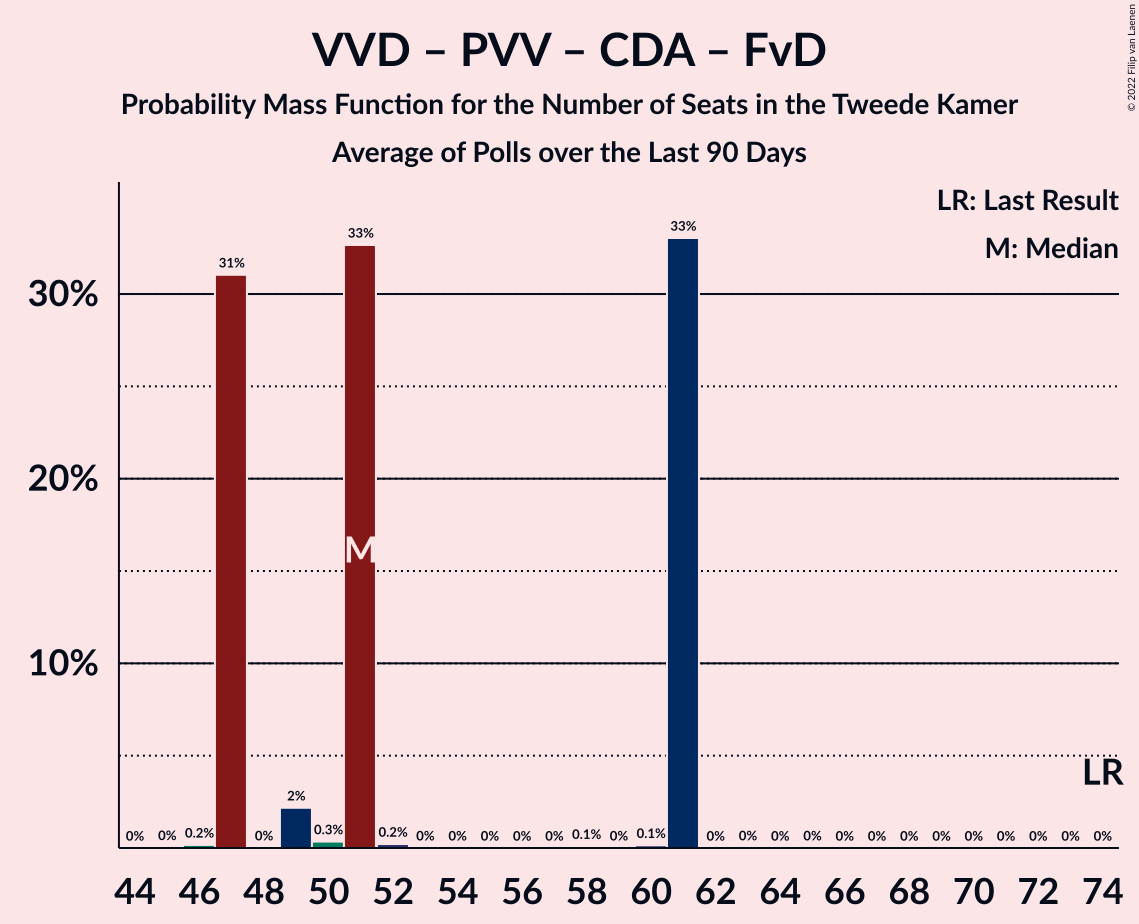 VVD – PVV – CDA – FvD
Probability Mass Function for the Number of Seats in the Tweede Kamer
Average of Polls over the Last 90 Days
© 2022 Filip van Laenen
LR: Last Result
M: Median
30%
20%
10%
0% 0% 0.2% 31% 0% 2% 0.3% 33% 0.2% 0% 0% 0% 0% 0% 0.1% 0% 0.1% 33% 0% 0% 0% 0% 0% 0% 0% 0% 0% 0% 0% 0% 0%
M
LR
44 46 48 50 52 54 56 58 60 62 64 66 68 70 72 74